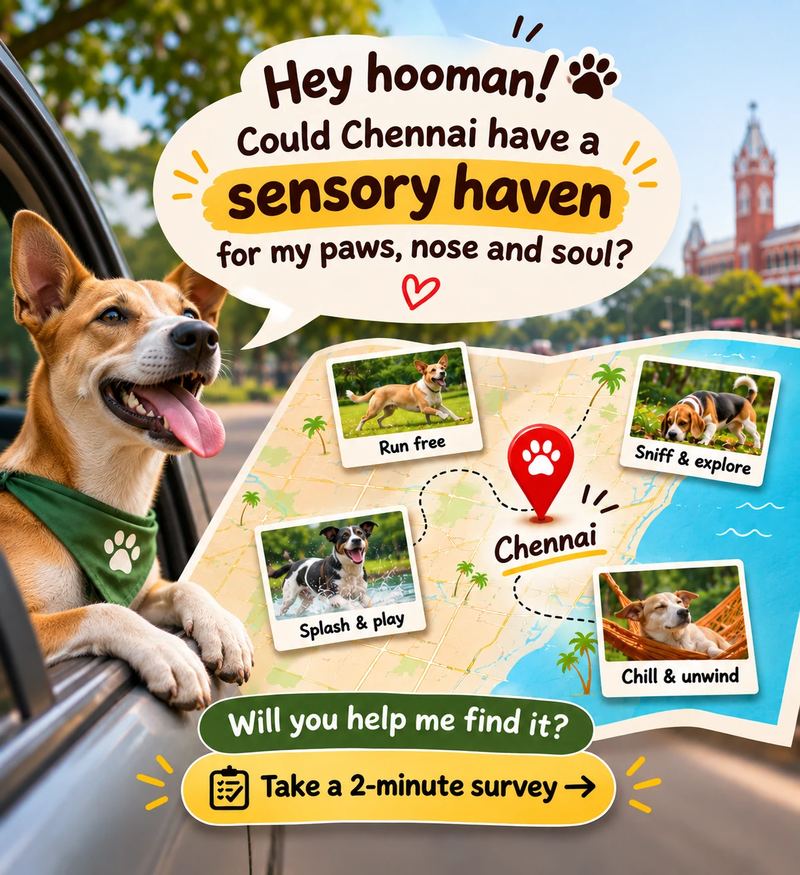 Hey hooman!
Could Chennai have a
sensory haven
for my paws, nose and soul?
Run free
Sniff & explore
Chennai
Splash & play
Chill & unwind
Will you help me find it?
Take a 2-minute survey →